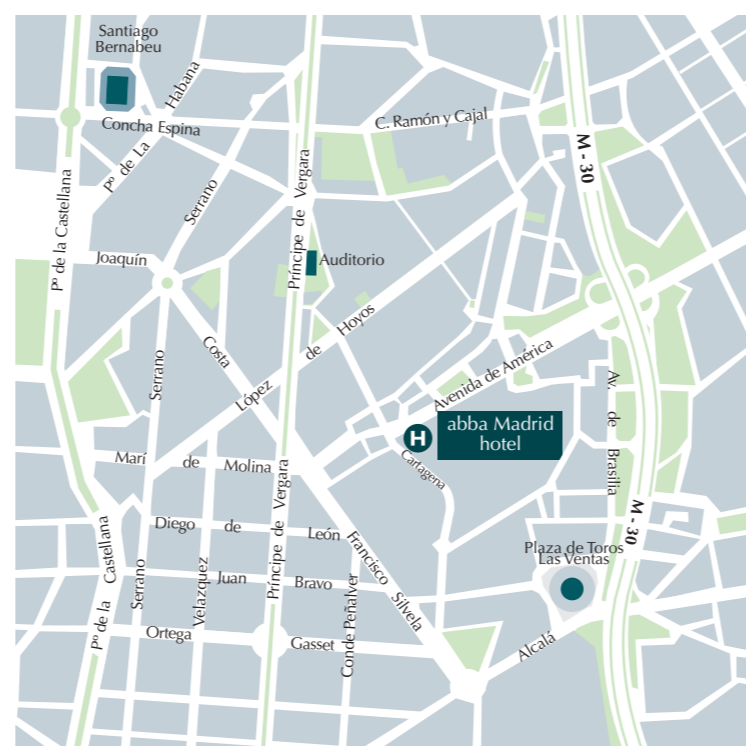 Santiago
Bernabeu
Habana
Concha Espina
C. Ramón y Cajal
M - 30
Pº de La
Serrano
Príncipe de Vergara
Pº de la Castellana
Joaquín
Auditorio
Costa
López de Hoyos
Serrano
Avenida de América
Av. de Brasilia
H
abba Madrid
hotel
Cartagena
Marí de Molina
Príncipe de Vergara
Diego de León
Francisco Silvela
M - 30
Plaza de Toros
Las Ventas
Pº de la Castellana
Serrano
Velazquez
Juan Bravo
Conde Peñalver
Ortega Gasset
Alcalá